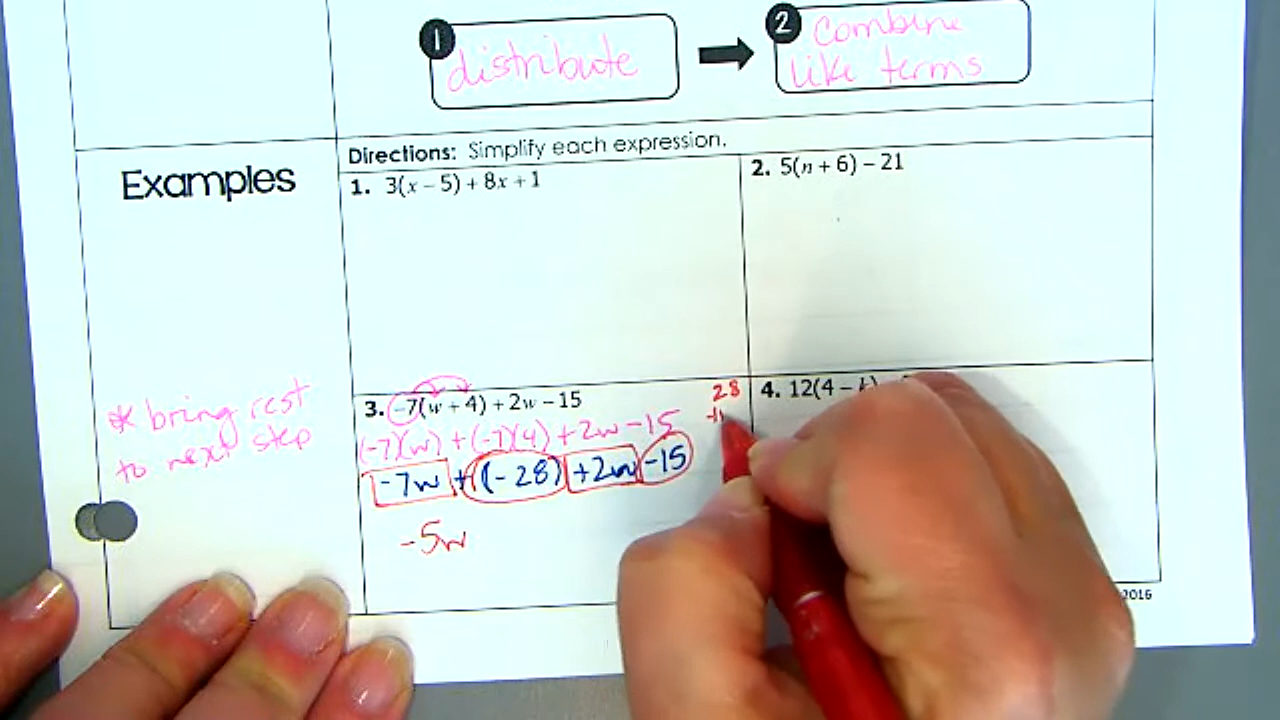 1 distribute
2 combine like terms
Examples
Directions: Simplify each expression.
1. 3(x – 5) + 8x + 1
2. 5(n + 6) – 21
* bring rest to next step
3. -7(w + 4) + 2w – 15
(-7)(w) + (-7)(4) + 2w - 15
-7w + (-28) + 2w - 15
-5w
28
4. 12(4 –
2016